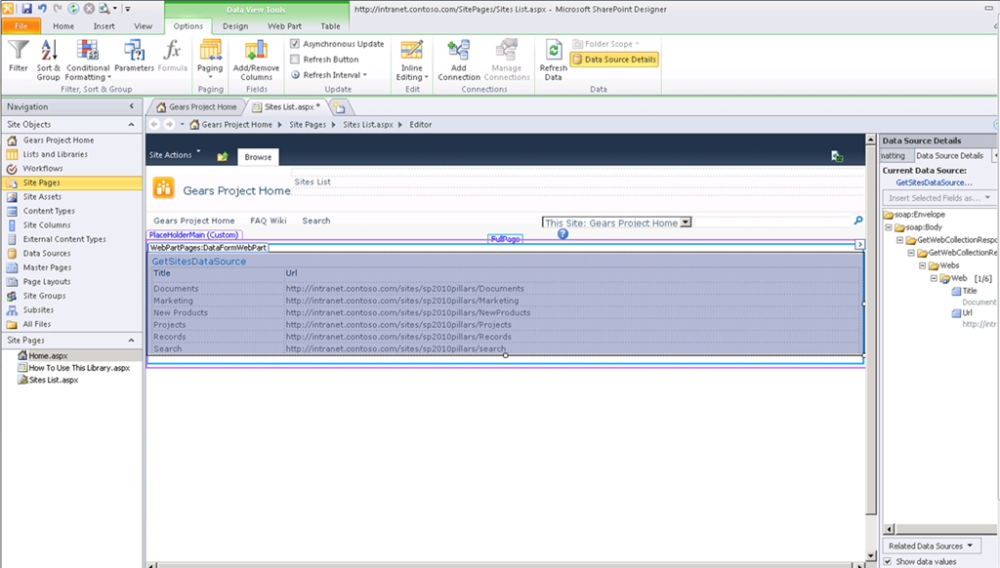 Data View Tools
http://intranet.contoso.com/SitePages/Sites List.aspx - Microsoft SharePoint Designer
File Home Insert View Options Design Web Part Table
Filter
Sort & Group
Conditional Formatting
Parameters
Formula
Filter, Sort & Group
Paging
Paging
Add/Remove Columns
Fields
Asynchronous Update
Refresh Button
Refresh Interval
Update
Inline Editing
Edit
Add Connection
Manage Connections
Connections
Refresh Data
Folder Scope
Data Source Details
Data
Navigation
Site Objects
Gears Project Home
Lists and Libraries
Workflows
Site Pages
Site Assets
Content Types
Site Columns
External Content Types
Data Sources
Master Pages
Page Layouts
Site Groups
Subsites
All Files
Site Pages
Home.aspx
How To Use This Library.aspx
Sites List.aspx
Gears Project Home Sites List.aspx *
Gears Project Home Site Pages Sites List.aspx Editor
Site Actions Browse
Gears Project Home Sites List
Gears Project Home FAQ Wiki Search
This Site: Gears Project Home
PlaceHolderMain (Custom)
FullPage
WebPartPages:DataFormWebPart
GetSitesDataSource
Title Url
Documents http://intranet.contoso.com/sites/sp2010pillars/Documents
Marketing http://intranet.contoso.com/sites/sp2010pillars/Marketing
New Products http://intranet.contoso.com/sites/sp2010pillars/NewProducts
Projects http://intranet.contoso.com/sites/sp2010pillars/Projects
Records http://intranet.contoso.com/sites/sp2010pillars/Records
Search http://intranet.contoso.com/sites/sp2010pillars/search
Data Source Details
matting Data Source Details
Current Data Source:
GetSitesDataSource...
Insert Selected Fields as...
soap:Envelope
soap:Body
GetWebCollectionRespo
GetWebCollectionRe
Webs
Web [1/6]
Title
Document
Url
http://intr
Related Data Sources
Show data values